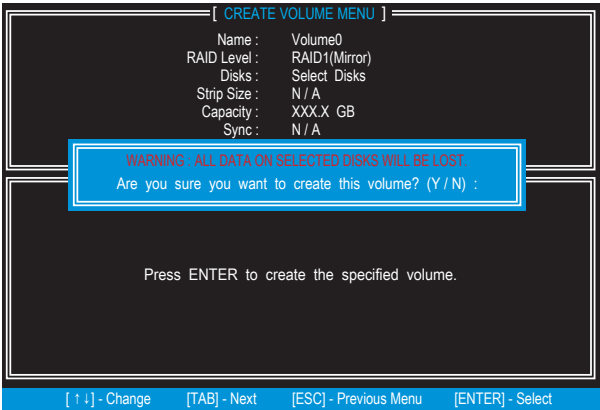 [ CREATE VOLUME MENU ]
Name : Volume0
RAID Level : RAID1(Mirror)
Disks : Select Disks
Strip Size : N / A
Capacity : XXX.X GB
Sync : N / A
WARNING : ALL DATA ON SELECTED DISKS WILL BE LOST.
Are you sure you want to create this volume? (Y / N) :
Press ENTER to create the specified volume.
[ ↑↓] - Change [TAB] - Next [ESC] - Previous Menu [ENTER] - Select